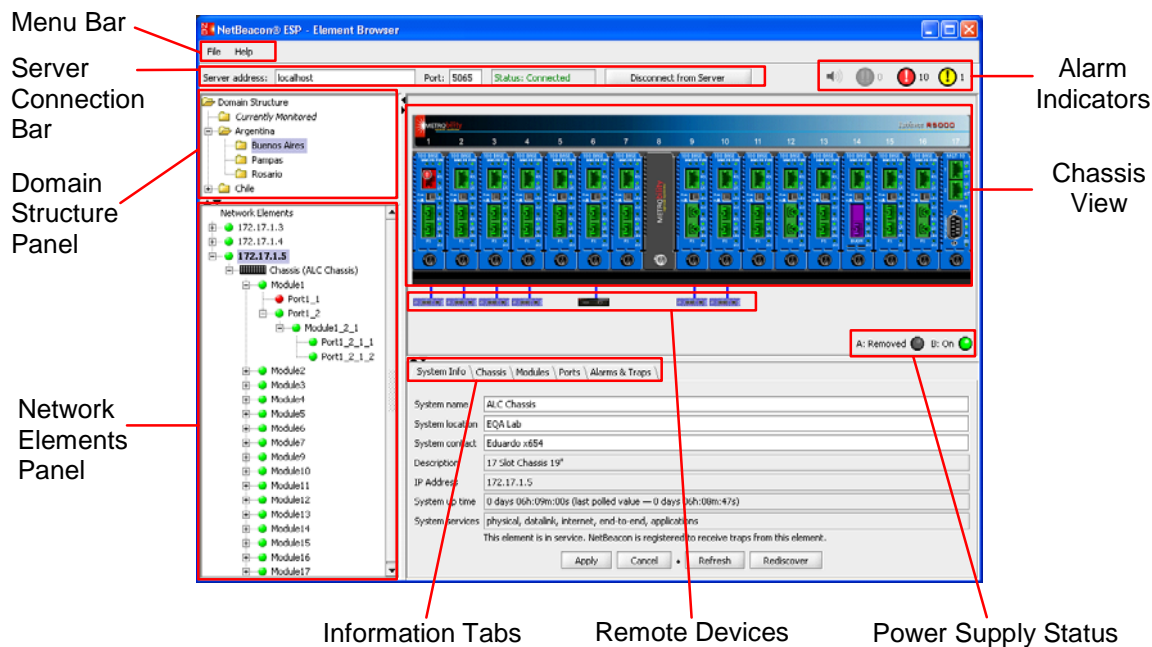 Menu Bar
Server
Connection
Bar
Domain
Structure
Panel
Network
Elements
Panel
NetBeacon® ESP - Element Browser
File Help
Server address: localhost Port: 5065 Status: Connected Disconnect from Server
0 10 1
Alarm
Indicators
Chassis
View
Domain Structure
Currently Monitored
Argentina
Buenos Aires
Pampas
Rosario
Chile
Network Elements
172.17.1.3
172.17.1.4
172.17.1.5
Chassis (ALC Chassis)
Module1
Port1_1
Port1_2
Module1_2_1
Port1_2_1_1
Port1_2_1_2
Module2
Module3
Module4
Module5
Module6
Module7
Module9
Module10
Module11
Module12
Module13
Module14
Module15
Module16
Module17
METRO
R5000
1 2 3 4 5 6 7 8 9 10 11 12 13 14 15 16 17
METRO
A: Removed B: On
System Info Chassis Modules Ports Alarms & Traps
System name ALC Chassis
System location EQA Lab
System contact Eduardo x654
Description 17 Slot Chassis 19"
IP Address 172.17.1.5
System up time 0 days 06h:09m:00s (last polled value — 0 days 06h:08m:47s)
System services physical, datalink, internet, end-to-end, applications
This element is in service. NetBeacon is registered to receive traps from this element.
Apply Cancel Refresh Rediscover
Information Tabs
Remote Devices
Power Supply Status